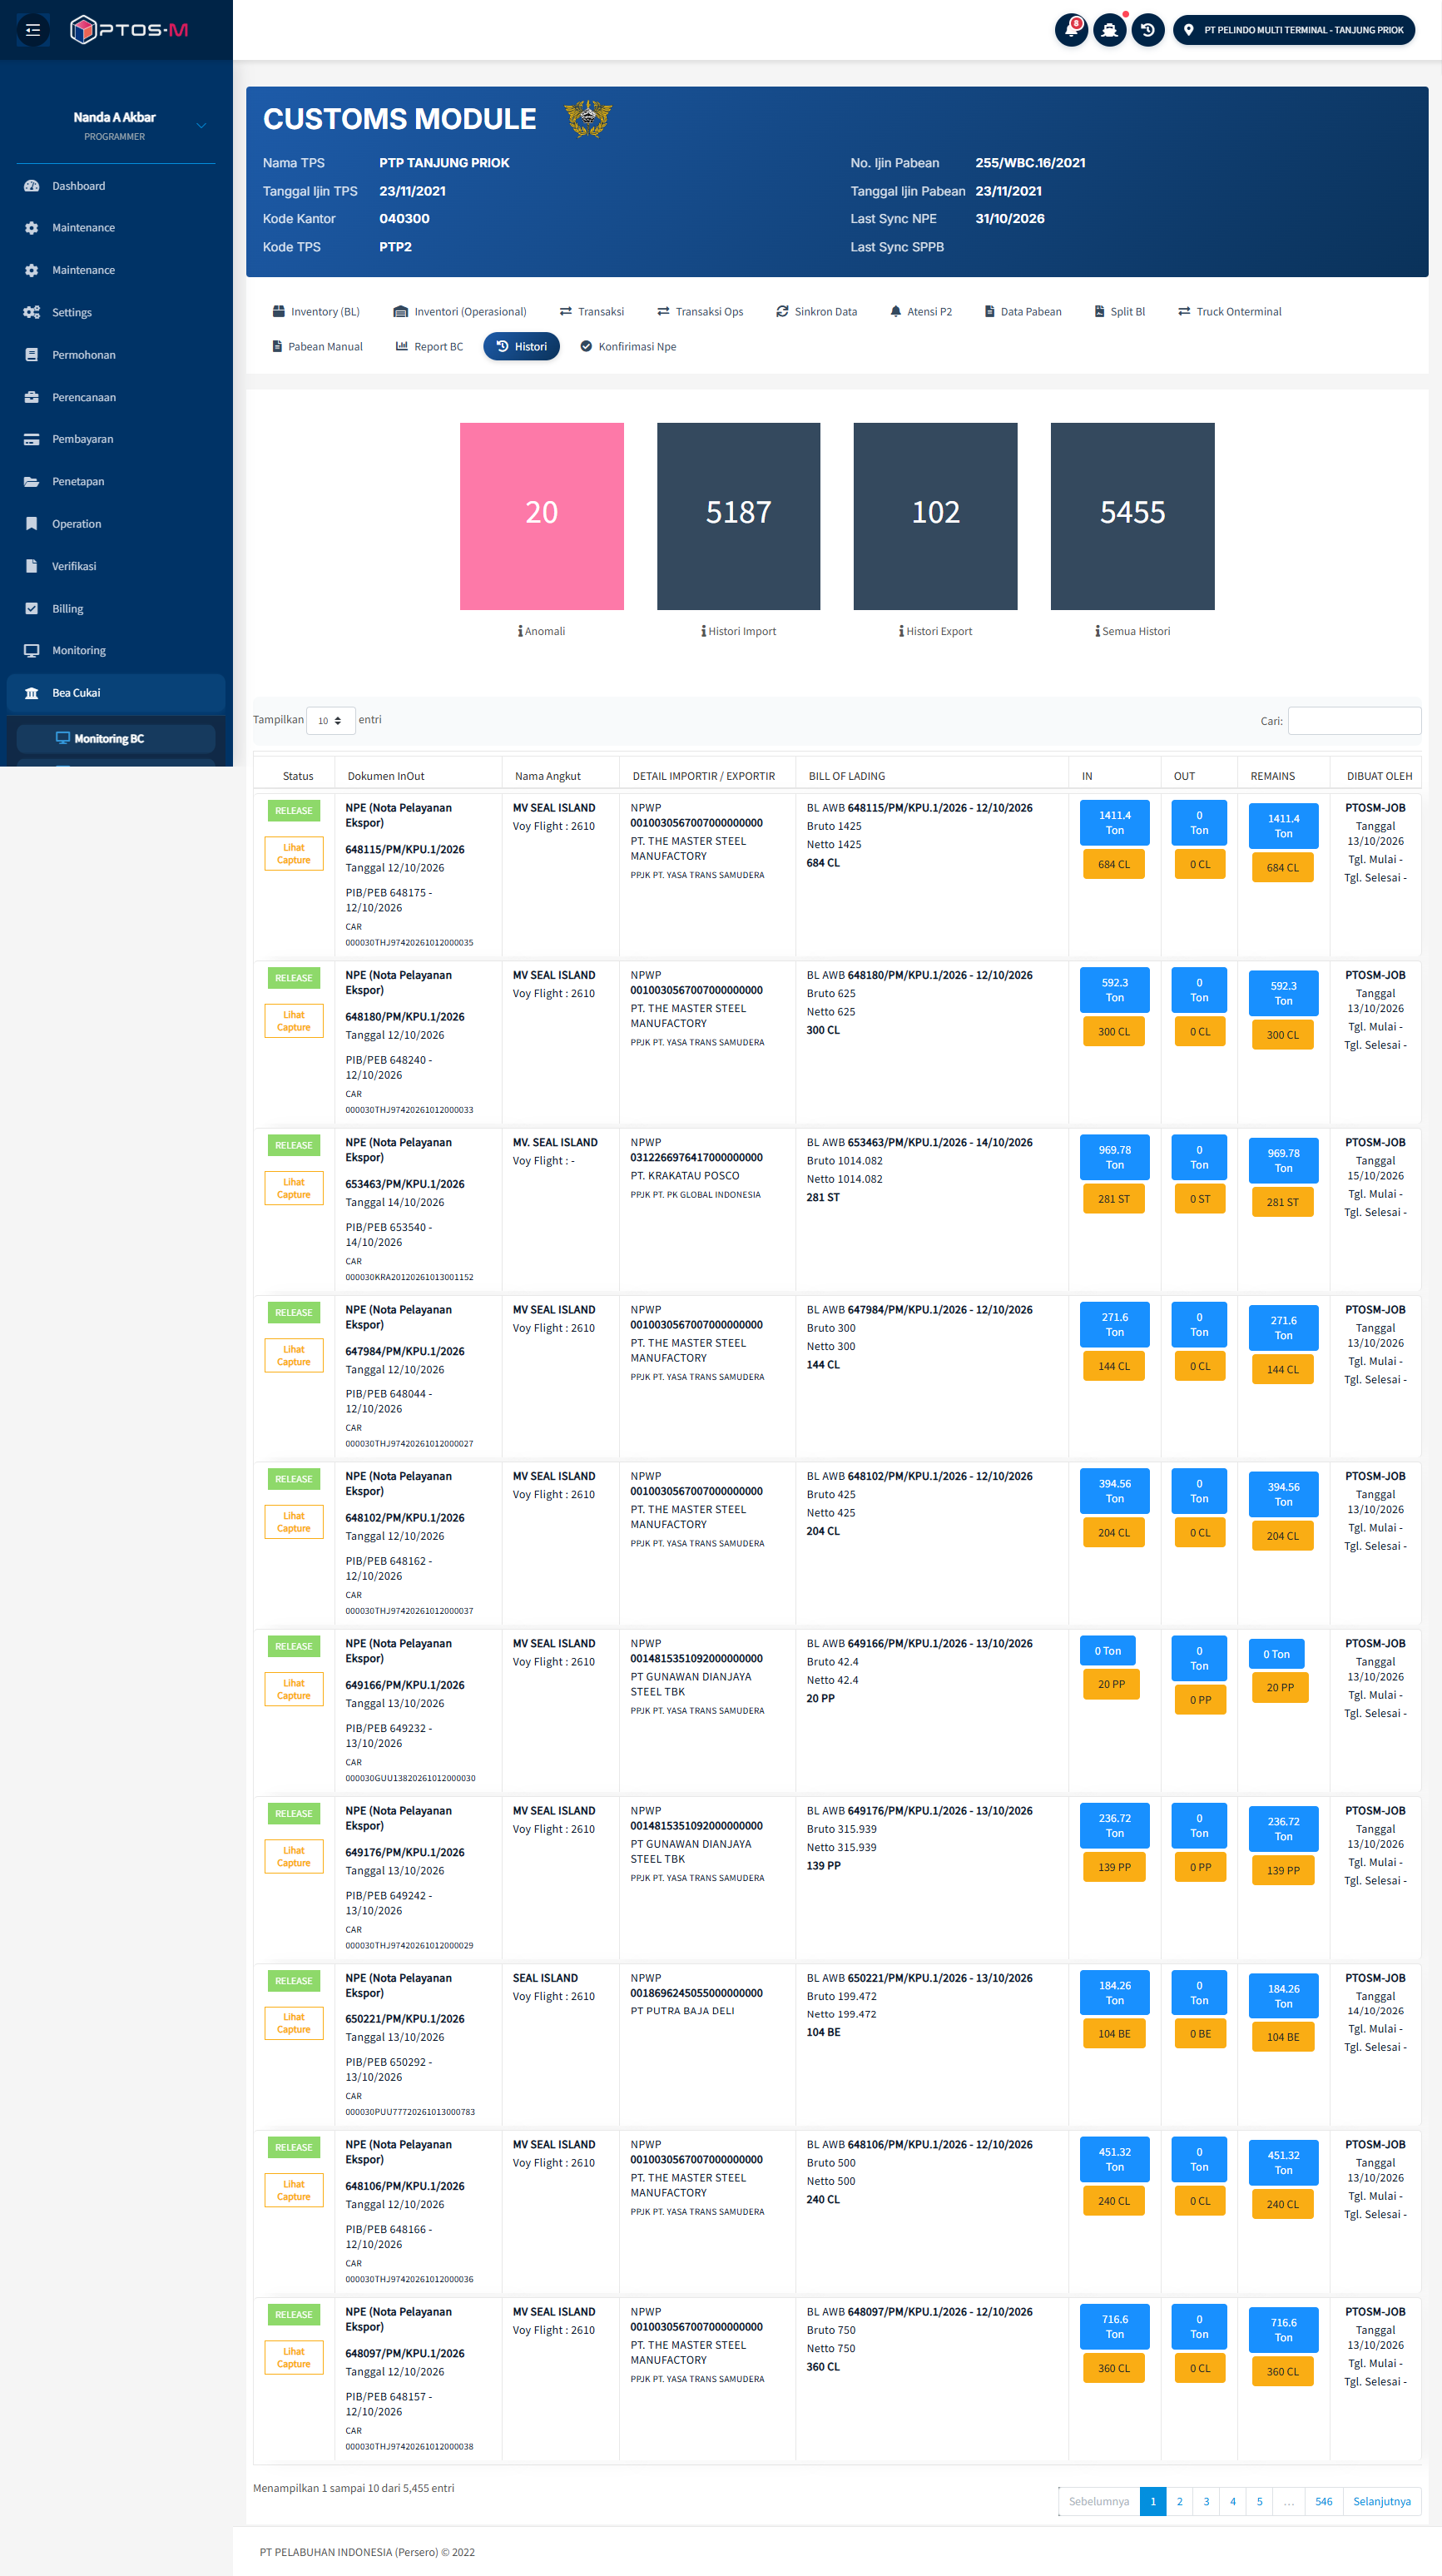 PTOS-M
8
PT PELINDO MULTI TERMINAL - TANJUNG PRIOK
Nanda A Akbar
PROGRAMMER
Dashboard
Maintenance
Maintenance
Settings
Permohonan
Perencanaan
Pembayaran
Penetapan
Operation
Verifikasi
Billing
Monitoring
Bea Cukai
Monitoring BC
CUSTOMS MODULE
Nama TPS PTP TANJUNG PRIOK
No. Ijin Pabean 255/WBC.16/2021
Tanggal Ijin TPS 23/11/2021
Tanggal Ijin Pabean 23/11/2021
Kode Kantor 040300
Last Sync NPE 31/10/2026
Kode TPS PTP2
Last Sync SPPB
Inventory (BL) Inventori (Operasional) Transaksi Transaksi Ops Sinkron Data Atensi P2 Data Pabean Split Bl Truck Onterminal
Pabean Manual Report BC Histori Konfirimasi Npe
20 5187 102 5455
Anomali Histori Import Histori Export Semua Histori
Tampilkan 10 entri
Cari:
Status Dokumen InOut Nama Angkut DETAIL IMPORTIR / EXPORTIR BILL OF LADING IN OUT REMAINS DIBUAT OLEH
RELEASE
Lihat
Capture
NPE (Nota Pelayanan
Ekspor)
648115/PM/KPU.1/2026
Tanggal 12/10/2026
PIB/PEB 648175 -
12/10/2026
CAR
000030THJ97420261012000035
MV SEAL ISLAND
Voy Flight : 2610
NPWP
0010030567007000000000
PT. THE MASTER STEEL
MANUFACTORY
PPJK PT. YASA TRANS SAMUDERA
BL AWB 648115/PM/KPU.1/2026 - 12/10/2026
Bruto 1425
Netto 1425
684 CL
1411.4
Ton
684 CL
0
Ton
0 CL
1411.4
Ton
684 CL
PTOSM-JOB
Tanggal
13/10/2026
Tgl. Mulai -
Tgl. Selesai -
RELEASE
Lihat
Capture
NPE (Nota Pelayanan
Ekspor)
648180/PM/KPU.1/2026
Tanggal 12/10/2026
PIB/PEB 648240 -
12/10/2026
CAR
000030THJ97420261012000033
MV SEAL ISLAND
Voy Flight : 2610
NPWP
0010030567007000000000
PT. THE MASTER STEEL
MANUFACTORY
PPJK PT. YASA TRANS SAMUDERA
BL AWB 648180/PM/KPU.1/2026 - 12/10/2026
Bruto 625
Netto 625
300 CL
592.3
Ton
300 CL
0
Ton
0 CL
592.3
Ton
300 CL
PTOSM-JOB
Tanggal
13/10/2026
Tgl. Mulai -
Tgl. Selesai -
RELEASE
Lihat
Capture
NPE (Nota Pelayanan
Ekspor)
653463/PM/KPU.1/2026
Tanggal 14/10/2026
PIB/PEB 653540 -
14/10/2026
CAR
000030KRA20120261013001152
MV. SEAL ISLAND
Voy Flight : -
NPWP
0312266976417000000000
PT. KRAKATAU POSCO
PPJK PT. PK GLOBAL INDONESIA
BL AWB 653463/PM/KPU.1/2026 - 14/10/2026
Bruto 1014.082
Netto 1014.082
281 ST
969.78
Ton
281 ST
0
Ton
0 ST
969.78
Ton
281 ST
PTOSM-JOB
Tanggal
15/10/2026
Tgl. Mulai -
Tgl. Selesai -
RELEASE
Lihat
Capture
NPE (Nota Pelayanan
Ekspor)
647984/PM/KPU.1/2026
Tanggal 12/10/2026
PIB/PEB 648044 -
12/10/2026
CAR
000030THJ97420261012000027
MV SEAL ISLAND
Voy Flight : 2610
NPWP
0010030567007000000000
PT. THE MASTER STEEL
MANUFACTORY
PPJK PT. YASA TRANS SAMUDERA
BL AWB 647984/PM/KPU.1/2026 - 12/10/2026
Bruto 300
Netto 300
144 CL
271.6
Ton
144 CL
0
Ton
0 CL
271.6
Ton
144 CL
PTOSM-JOB
Tanggal
13/10/2026
Tgl. Mulai -
Tgl. Selesai -
RELEASE
Lihat
Capture
NPE (Nota Pelayanan
Ekspor)
648102/PM/KPU.1/2026
Tanggal 12/10/2026
PIB/PEB 648162 -
12/10/2026
CAR
000030THJ97420261012000037
MV SEAL ISLAND
Voy Flight : 2610
NPWP
0010030567007000000000
PT. THE MASTER STEEL
MANUFACTORY
PPJK PT. YASA TRANS SAMUDERA
BL AWB 648102/PM/KPU.1/2026 - 12/10/2026
Bruto 425
Netto 425
204 CL
394.56
Ton
204 CL
0
Ton
0 CL
394.56
Ton
204 CL
PTOSM-JOB
Tanggal
13/10/2026
Tgl. Mulai -
Tgl. Selesai -
RELEASE
Lihat
Capture
NPE (Nota Pelayanan
Ekspor)
649166/PM/KPU.1/2026
Tanggal 13/10/2026
PIB/PEB 649232 -
13/10/2026
CAR
000030GUU13820261012000030
MV SEAL ISLAND
Voy Flight : 2610
NPWP
0014815351092000000000
PT GUNAWAN DIANJAYA
STEEL TBK
PPJK PT. YASA TRANS SAMUDERA
BL AWB 649166/PM/KPU.1/2026 - 13/10/2026
Bruto 42.4
Netto 42.4
20 PP
0 Ton
20 PP
0
Ton
0 PP
0 Ton
20 PP
PTOSM-JOB
Tanggal
13/10/2026
Tgl. Mulai -
Tgl. Selesai -
RELEASE
Lihat
Capture
NPE (Nota Pelayanan
Ekspor)
649176/PM/KPU.1/2026
Tanggal 13/10/2026
PIB/PEB 649242 -
13/10/2026
CAR
000030THJ97420261012000029
MV SEAL ISLAND
Voy Flight : 2610
NPWP
0014815351092000000000
PT GUNAWAN DIANJAYA
STEEL TBK
PPJK PT. YASA TRANS SAMUDERA
BL AWB 649176/PM/KPU.1/2026 - 13/10/2026
Bruto 315.939
Netto 315.939
139 PP
236.72
Ton
139 PP
0
Ton
0 PP
236.72
Ton
139 PP
PTOSM-JOB
Tanggal
13/10/2026
Tgl. Mulai -
Tgl. Selesai -
RELEASE
Lihat
Capture
NPE (Nota Pelayanan
Ekspor)
650221/PM/KPU.1/2026
Tanggal 13/10/2026
PIB/PEB 650292 -
13/10/2026
CAR
000030PUU77720261013000783
SEAL ISLAND
Voy Flight : 2610
NPWP
0018696245055000000000
PT PUTRA BAJA DELI
BL AWB 650221/PM/KPU.1/2026 - 13/10/2026
Bruto 199.472
Netto 199.472
104 BE
184.26
Ton
104 BE
0
Ton
0 BE
184.26
Ton
104 BE
PTOSM-JOB
Tanggal
14/10/2026
Tgl. Mulai -
Tgl. Selesai -
RELEASE
Lihat
Capture
NPE (Nota Pelayanan
Ekspor)
648106/PM/KPU.1/2026
Tanggal 12/10/2026
PIB/PEB 648166 -
12/10/2026
CAR
000030THJ97420261012000036
MV SEAL ISLAND
Voy Flight : 2610
NPWP
0010030567007000000000
PT. THE MASTER STEEL
MANUFACTORY
PPJK PT. YASA TRANS SAMUDERA
BL AWB 648106/PM/KPU.1/2026 - 12/10/2026
Bruto 500
Netto 500
240 CL
451.32
Ton
240 CL
0
Ton
0 CL
451.32
Ton
240 CL
PTOSM-JOB
Tanggal
13/10/2026
Tgl. Mulai -
Tgl. Selesai -
RELEASE
Lihat
Capture
NPE (Nota Pelayanan
Ekspor)
648097/PM/KPU.1/2026
Tanggal 12/10/2026
PIB/PEB 648157 -
12/10/2026
CAR
000030THJ97420261012000038
MV SEAL ISLAND
Voy Flight : 2610
NPWP
0010030567007000000000
PT. THE MASTER STEEL
MANUFACTORY
PPJK PT. YASA TRANS SAMUDERA
BL AWB 648097/PM/KPU.1/2026 - 12/10/2026
Bruto 750
Netto 750
360 CL
716.6
Ton
360 CL
0
Ton
0 CL
716.6
Ton
360 CL
PTOSM-JOB
Tanggal
13/10/2026
Tgl. Mulai -
Tgl. Selesai -
Menampilkan 1 sampai 10 dari 5,455 entri
Sebelumnya 1 2 3 4 5 … 546 Selanjutnya
PT PELABUHAN INDONESIA (Persero) © 2022